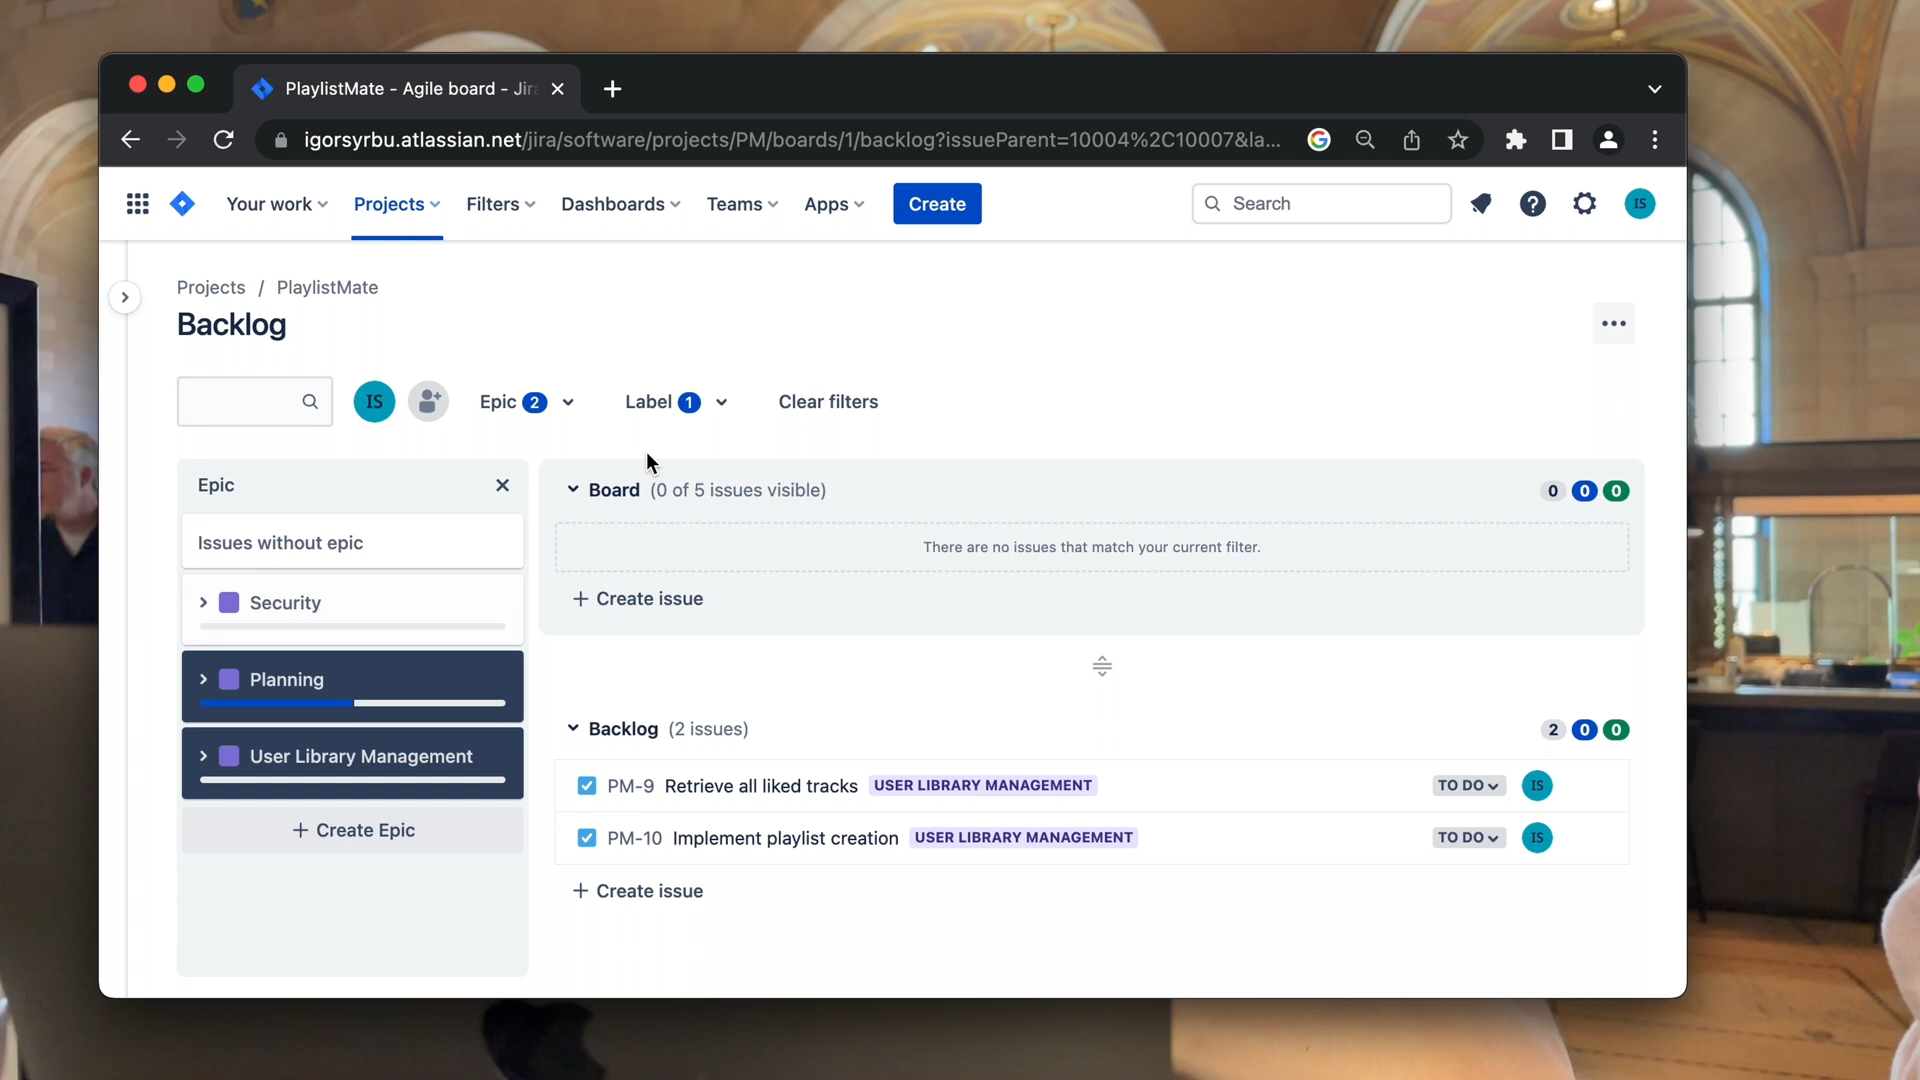 PlaylistMate - Agile board - Jir
igorsyrbu.atlassian.net/jira/software/projects/PM/boards/1/backlog?issueParent=10004%2C10007&la...
Your work Projects Filters Dashboards Teams Apps Create Search IS
Projects / PlaylistMate
Backlog
IS Epic 2 Label 1 Clear filters
Epic
Issues without epic
Security
Planning
User Library Management
+ Create Epic
Board (0 of 5 issues visible) 0 0 0
There are no issues that match your current filter.
+ Create issue
Backlog (2 issues) 2 0 0
PM-9 Retrieve all liked tracks USER LIBRARY MANAGEMENT TO DO IS
PM-10 Implement playlist creation USER LIBRARY MANAGEMENT TO DO IS
+ Create issue